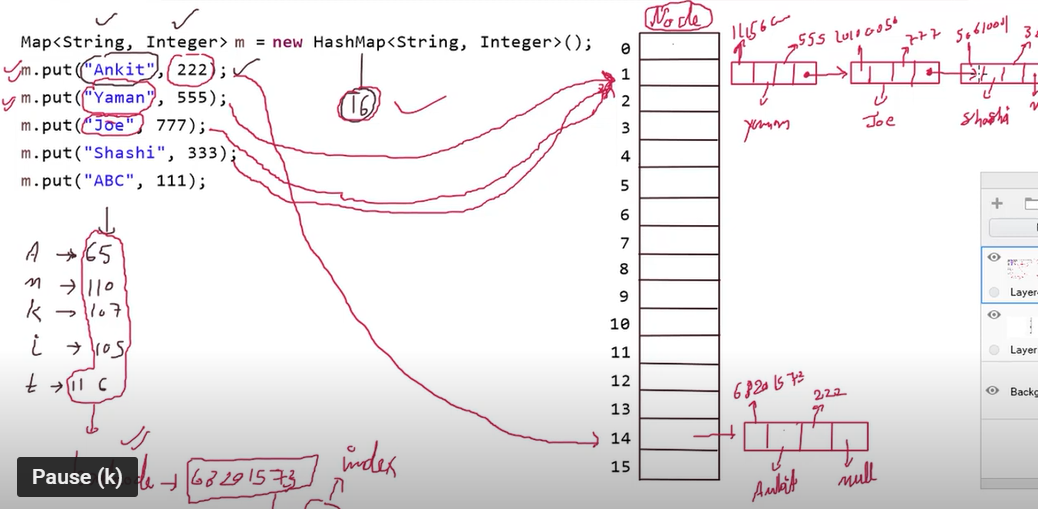 Node
Map<String, Integer> m = new HashMap<String, Integer>();
m.put("Ankit", 222);
m.put("Yaman", 555);
m.put("Joe", 777);
m.put("Shashi", 333);
m.put("ABC", 111);
16
0
1
2
3
4
5
6
7
8
9
10
11
12
13
14
15
555
777
Joe
Shashi
A → 65
n → 110
k → 107
i → 105
t → 116
→ 68201573
index
68201573
222
Ankit
null
Layer
Layer
Backg
Pause (k)